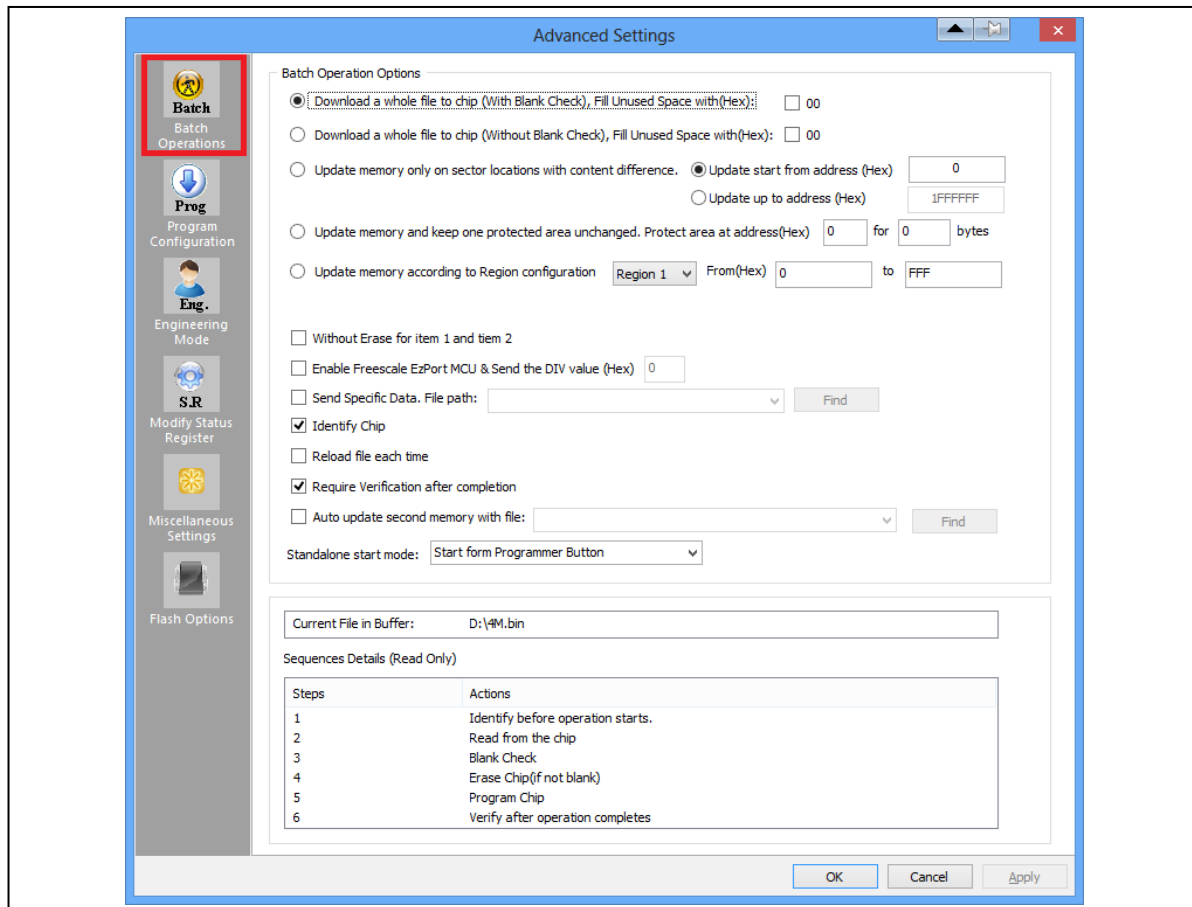 Advanced Settings
Batch
Batch
Operations
Prog
Program
Configuration
Eng.
Engineering
Mode
S.R
Modify Status
Register
Miscellaneous
Settings
Flash Options
Batch Operation Options
Download a whole file to chip (With Blank Check), Fill Unused Space with(Hex): 00
Download a whole file to chip (Without Blank Check), Fill Unused Space with(Hex): 00
Update memory only on sector locations with content difference. Update start from address (Hex) 0
Update up to address (Hex) 1FFFFFF
Update memory and keep one protected area unchanged. Protect area at address(Hex) 0 for 0 bytes
Update memory according to Region configuration Region 1 From(Hex) 0 to FFF
Without Erase for item 1 and tiem 2
Enable Freescale EzPort MCU & Send the DIV value (Hex) 0
Send Specific Data. File path: Find
Identify Chip
Reload file each time
Require Verification after completion
Auto update second memory with file: Find
Standalone start mode: Start form Programmer Button
Current File in Buffer: D:\4M.bin
Sequences Details (Read Only)
Steps Actions
1 Identify before operation starts.
2 Read from the chip
3 Blank Check
4 Erase Chip(if not blank)
5 Program Chip
6 Verify after operation completes
OK Cancel Apply